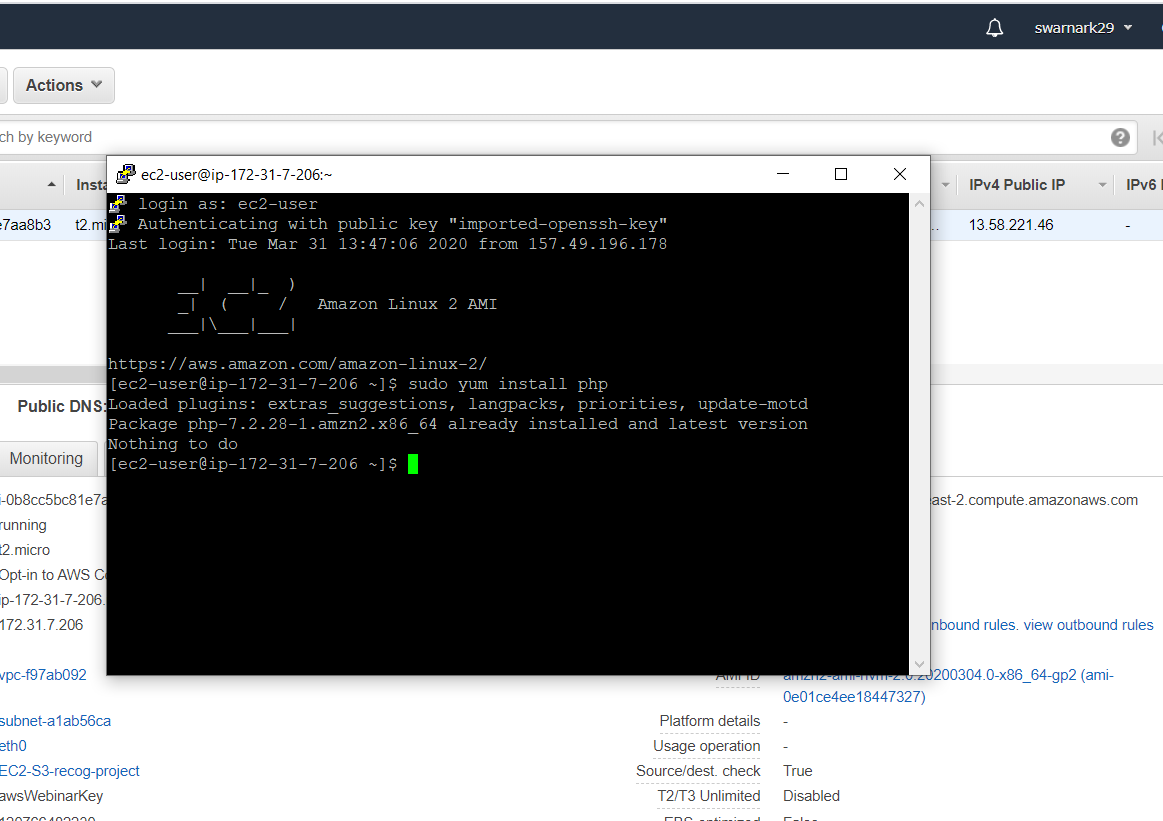 swarnark29
Actions
ch by keyword
Insta
IPv4 Public IP
IPv6
e7aa8b3
t2.mi
13.58.221.46
-
ec2-user@ip-172-31-7-206:~
login as: ec2-user
Authenticating with public key "imported-openssh-key"
Last login: Tue Mar 31 13:47:06 2020 from 157.49.196.178
__|  __|_  )
_|  (     /   Amazon Linux 2 AMI
___|\___|___|
https://aws.amazon.com/amazon-linux-2/
[ec2-user@ip-172-31-7-206 ~]$ sudo yum install php
Loaded plugins: extras_suggestions, langpacks, priorities, update-motd
Package php-7.2.28-1.amzn2.x86_64 already installed and latest version
Nothing to do
[ec2-user@ip-172-31-7-206 ~]$
Public DNS:
Monitoring
i-0b8cc5bc81e7a
ast-2.compute.amazonaws.com
running
t2.micro
Opt-in to AWS Co
ip-172-31-7-206.
172.31.7.206
nbound rules. view outbound rules
vpc-f97ab092
AMI ID
amzn2-ami-hvm-2.0.20200304.0-x86_64-gp2 (ami-
0e01ce4ee18447327)
subnet-a1ab56ca
Platform details
-
eth0
Usage operation
-
EC2-S3-recog-project
Source/dest. check
True
awsWebinarKey
T2/T3 Unlimited
Disabled
EBS-optimized
False